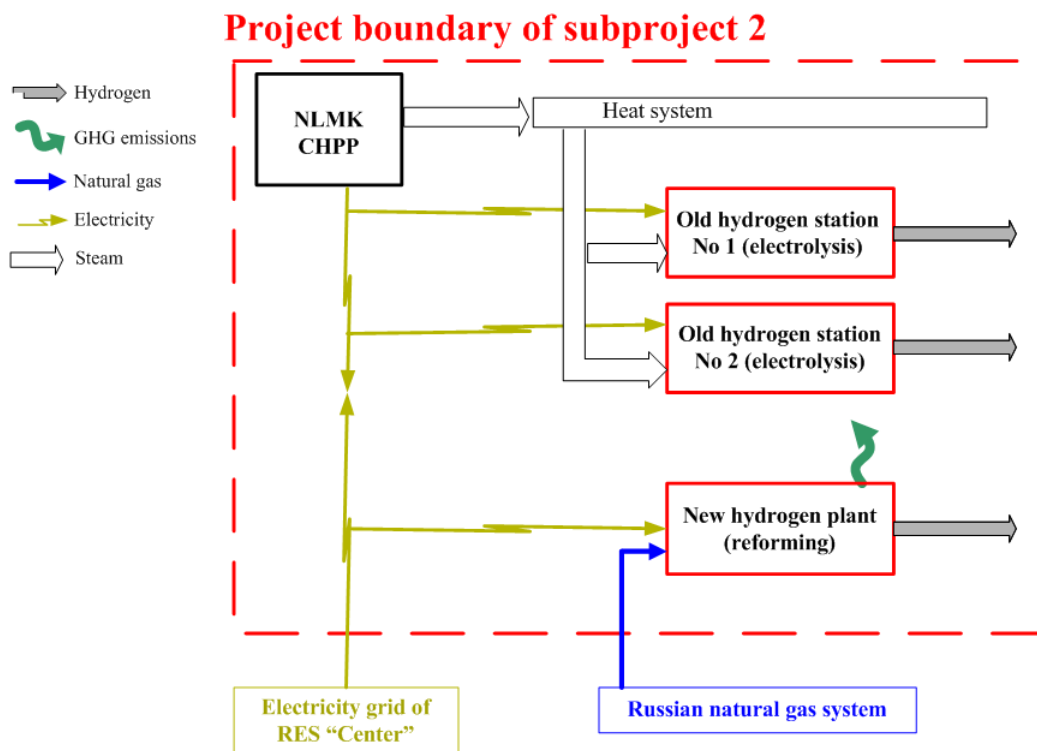 Project boundary of subproject 2
Hydrogen
GHG emissions
Natural gas
Electricity
Steam
NLMK
CHPP
Heat system
Old hydrogen station
No 1 (electrolysis)
Old hydrogen station
No 2 (electrolysis)
New hydrogen plant
(reforming)
Electricity grid of
RES “Center”
Russian natural gas system